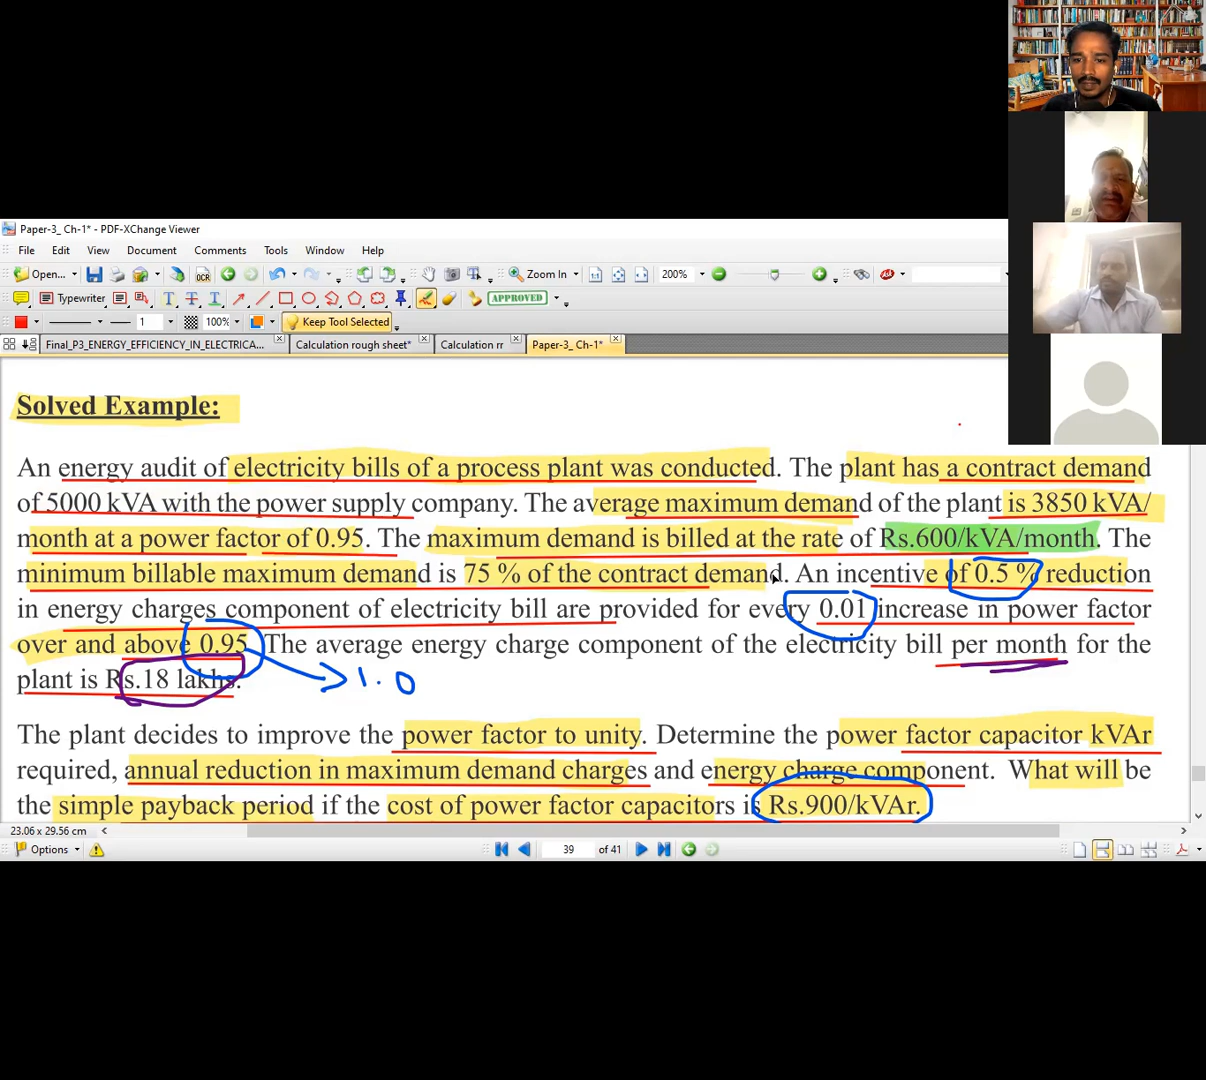 Paper-3_ Ch-1* - PDF-XChange Viewer
File Edit View Document Comments Tools Window Help
Open... OCR Zoom In 200%
Typewriter APPROVED
1 100% Keep Tool Selected
Final_P3_ENERGY_EFFICIENCY_IN_ELECTRICA... Calculation rough sheet* Calculation rr Paper-3_ Ch-1*
Solved Example:
An energy audit of electricity bills of a process plant was conducted. The plant has a contract demand
of 5000 kVA with the power supply company. The average maximum demand of the plant is 3850 kVA/
month at a power factor of 0.95. The maximum demand is billed at the rate of Rs.600/kVA/month. The
minimum billable maximum demand is 75 % of the contract demand. An incentive of 0.5 % reduction
in energy charges component of electricity bill are provided for every 0.01 increase in power factor
over and above 0.95 The average energy charge component of the electricity bill per month for the
plant is Rs.18 lakhs.
1.0
The plant decides to improve the power factor to unity. Determine the power factor capacitor kVAr
required, annual reduction in maximum demand charges and energy charge component. What will be
the simple payback period if the cost of power factor capacitors is Rs.900/kVAr.
23.06 x 29.56 cm
Options 39 of 41